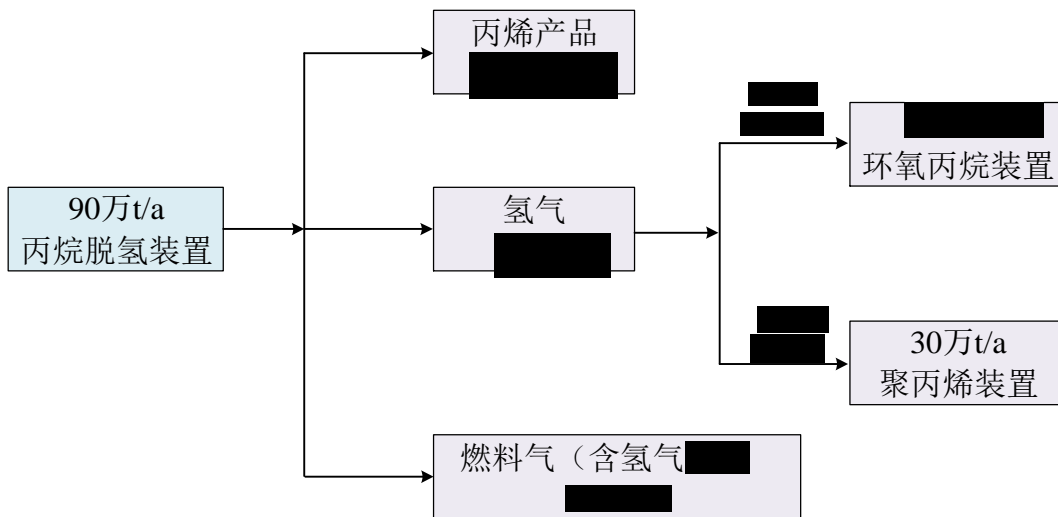 丙烯产品
环氧丙烷装置
90万t/a
丙烷脱氢装置
氢气
30万t/a
聚丙烯装置
燃料气（含氢气